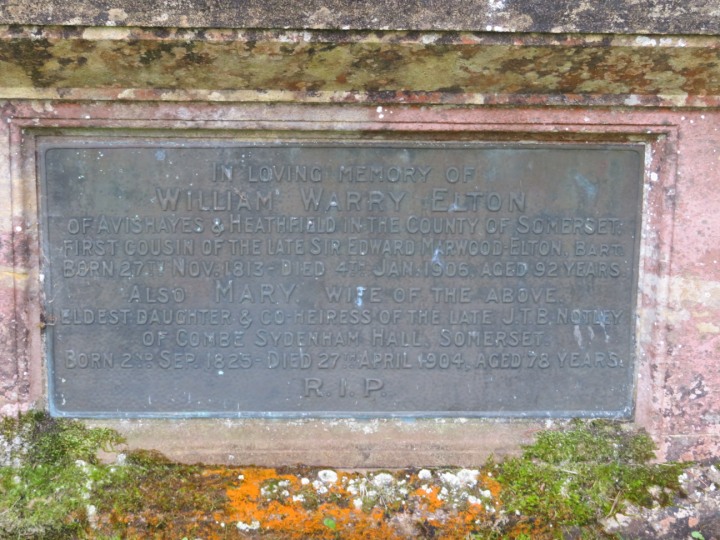 IN LOVING MEMORY OF
WILLIAM WARRY ELTON
OF AVISHAYES & HEATHFIELD IN THE COUNTY OF SOMERSET,
FIRST COUSIN OF THE LATE SIR EDWARD MARWOOD-ELTON, BART.
BORN 27TH NOV. 1813 - DIED 4TH JAN. 1906, AGED 92 YEARS.
ALSO MARY, WIFE OF THE ABOVE,
ELDEST DAUGHTER & CO-HEIRESS OF THE LATE J.T.B. NOTLEY
OF COMBE SYDENHAM HALL, SOMERSET.
BORN 2ND SEP. 1825 - DIED 27TH APRIL 1904, AGED 78 YEARS.
R.I.P.